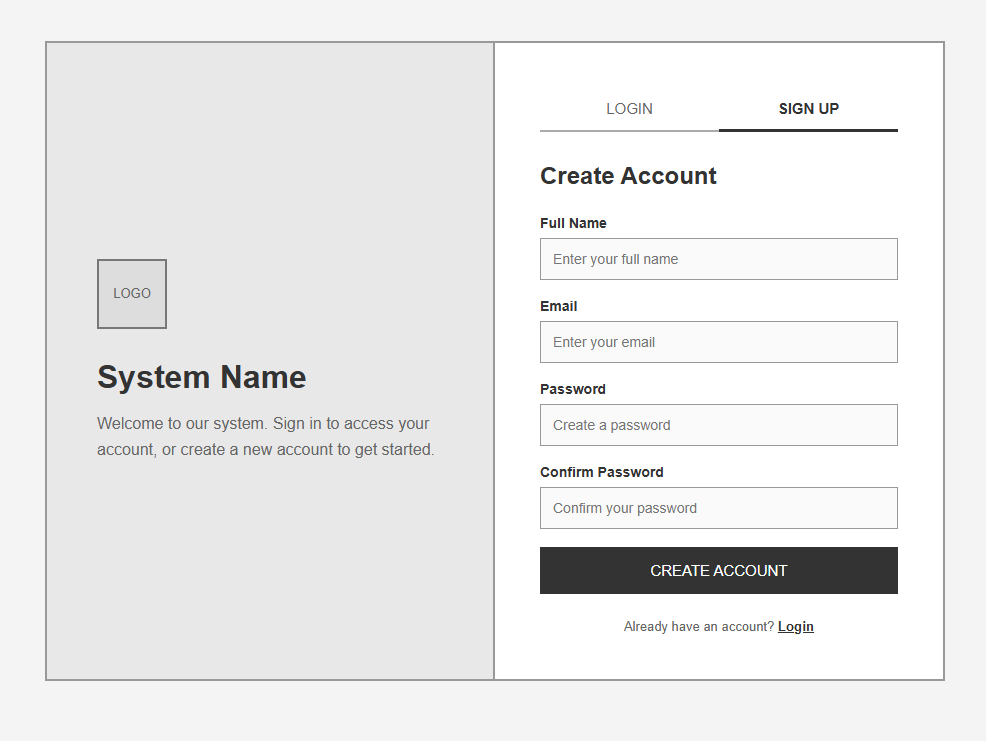 LOGO
System Name
Welcome to our system. Sign in to access your
account, or create a new account to get started.
LOGIN
SIGN UP
Create Account
Full Name
Enter your full name
Email
Enter your email
Password
Create a password
Confirm Password
Confirm your password
CREATE ACCOUNT
Already have an account? Login